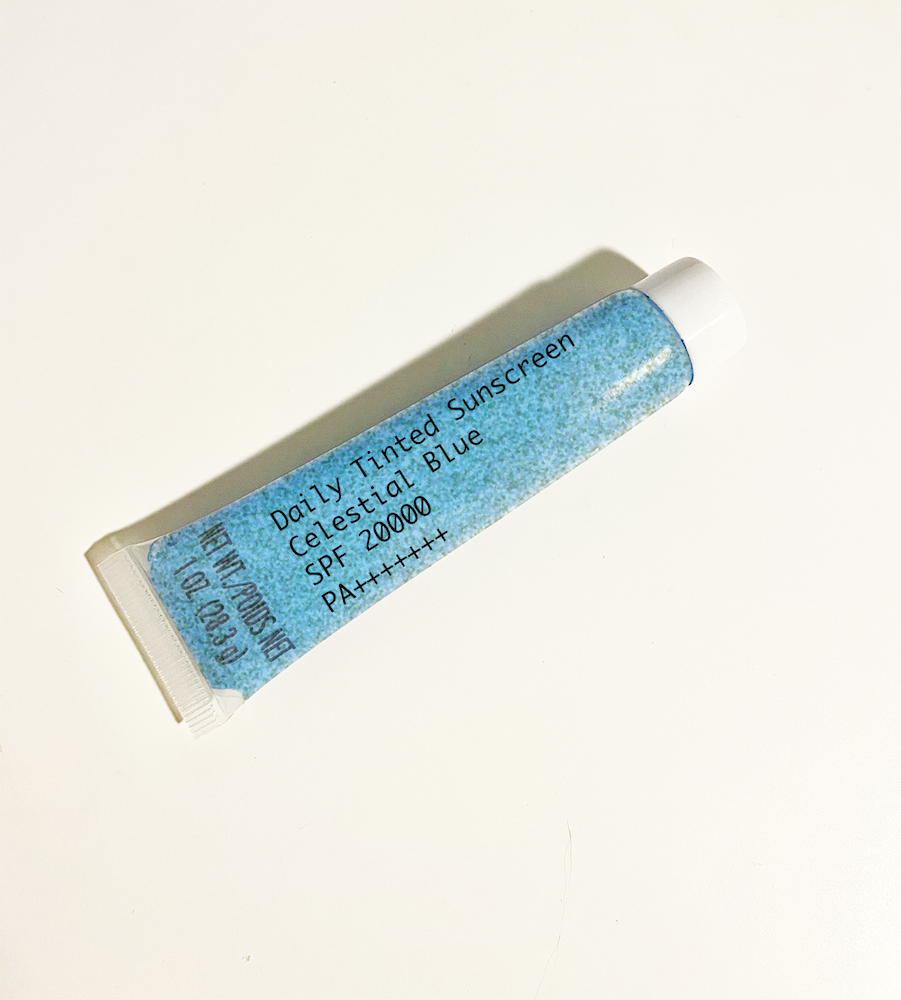 Daily Tinted Sunscreen
Celestial Blue
SPF 20000
PA+++++++
NET WT./POIDS NET
1 OZ (28.3 g)